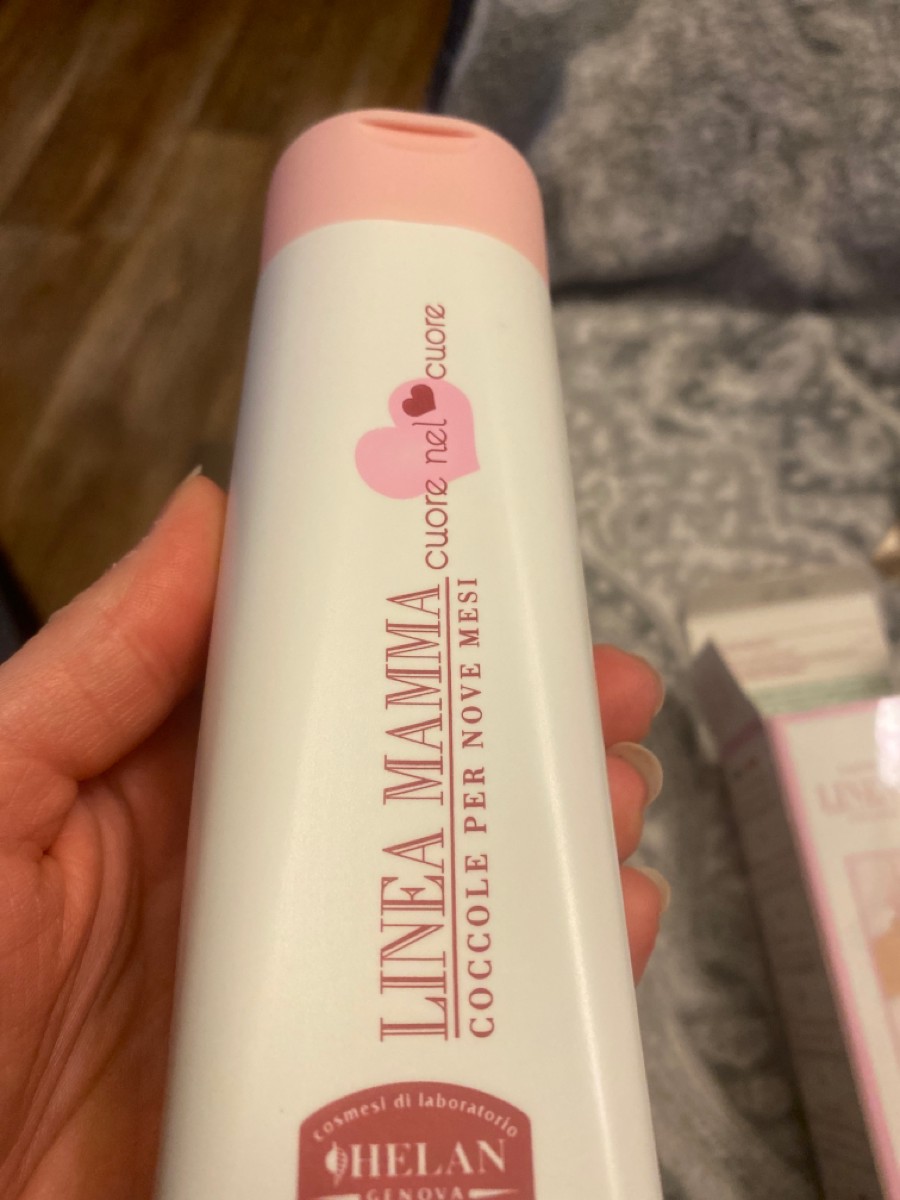 cuore nel cuore
LINEA MAMMA
COCCOLE PER NOVE MESI
cosmesi di laboratorio
HELAN
GENOVA